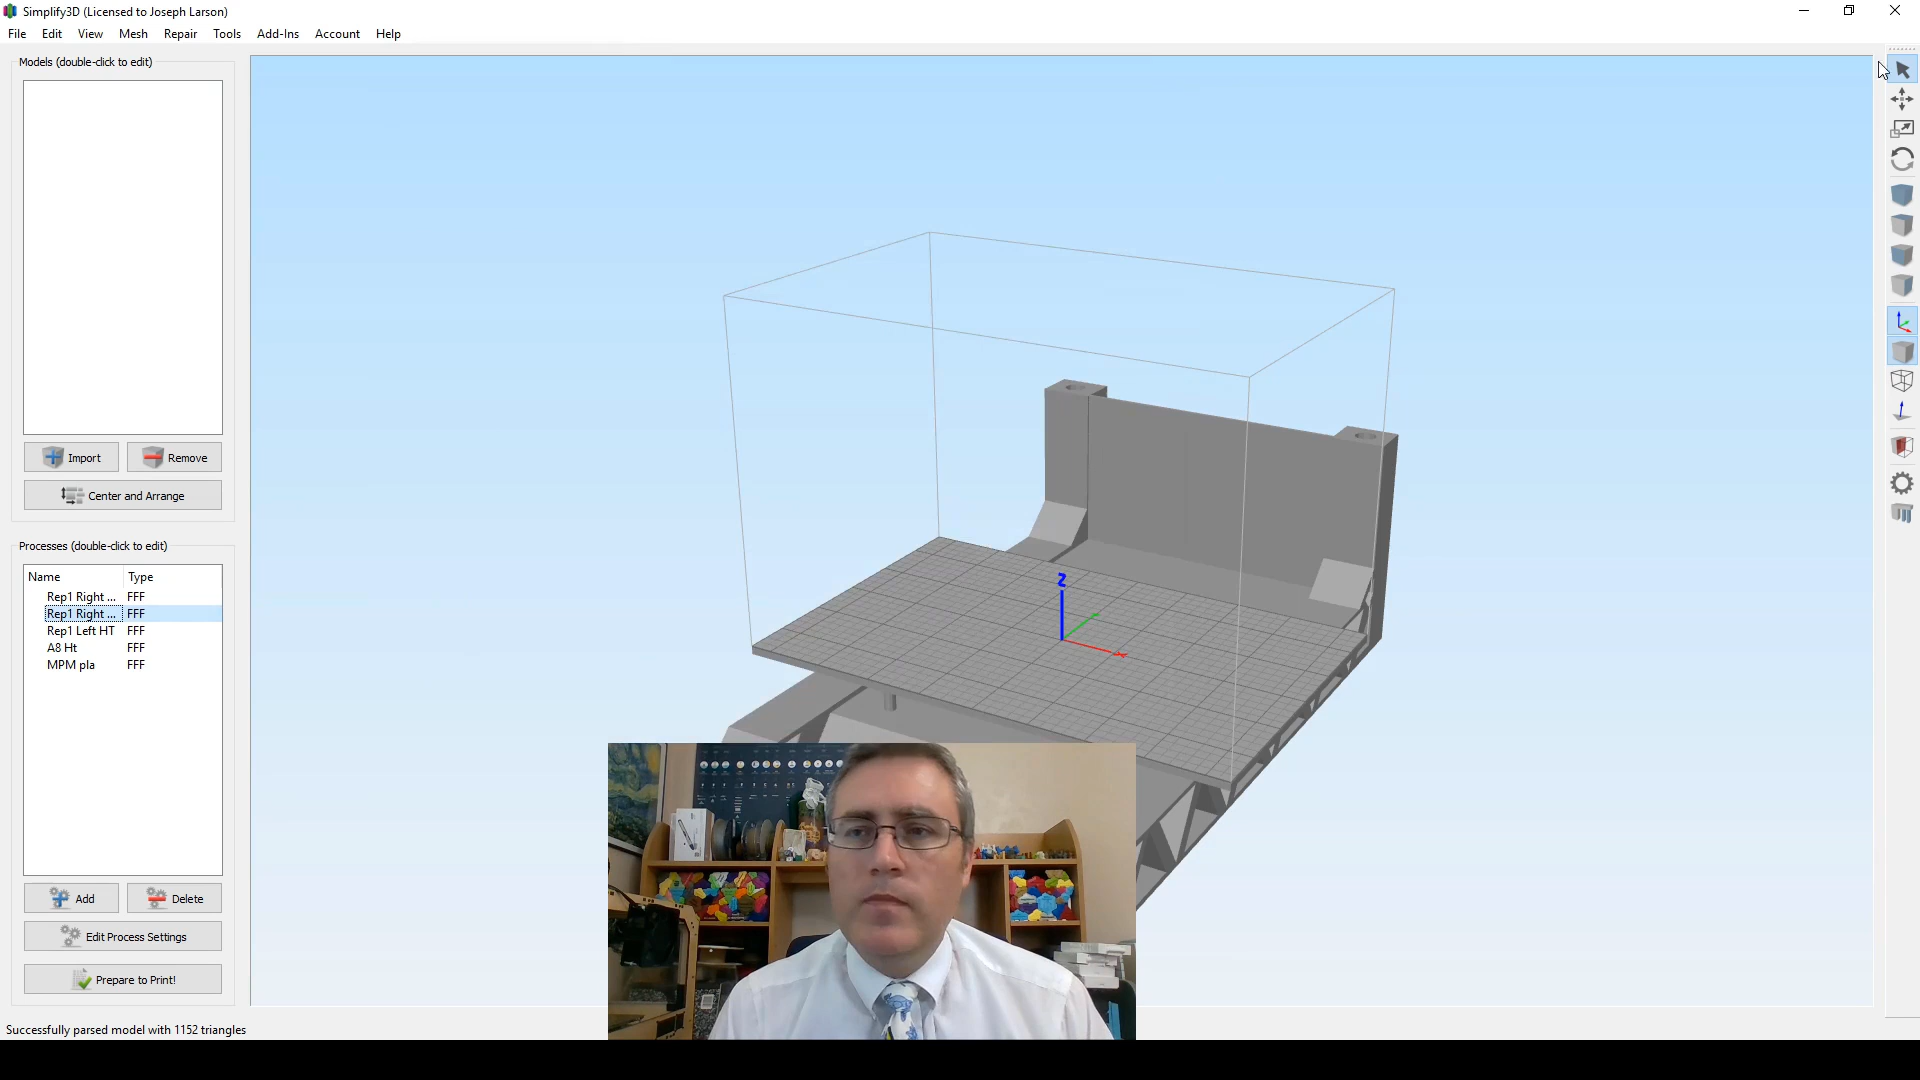 Simplify3D (Licensed to Joseph Larson)
File Edit View Mesh Repair Tools Add-Ins Account Help
Models (double-click to edit)
Import Remove
Center and Arrange
Processes (double-click to edit)
Name Type
Rep1 Right ... FFF
Rep1 Right ... FFF
Rep1 Left HT FFF
A8 Ht FFF
MPM pla FFF
Add Delete
Edit Process Settings
Prepare to Print!
Successfully parsed model with 1152 triangles
Z